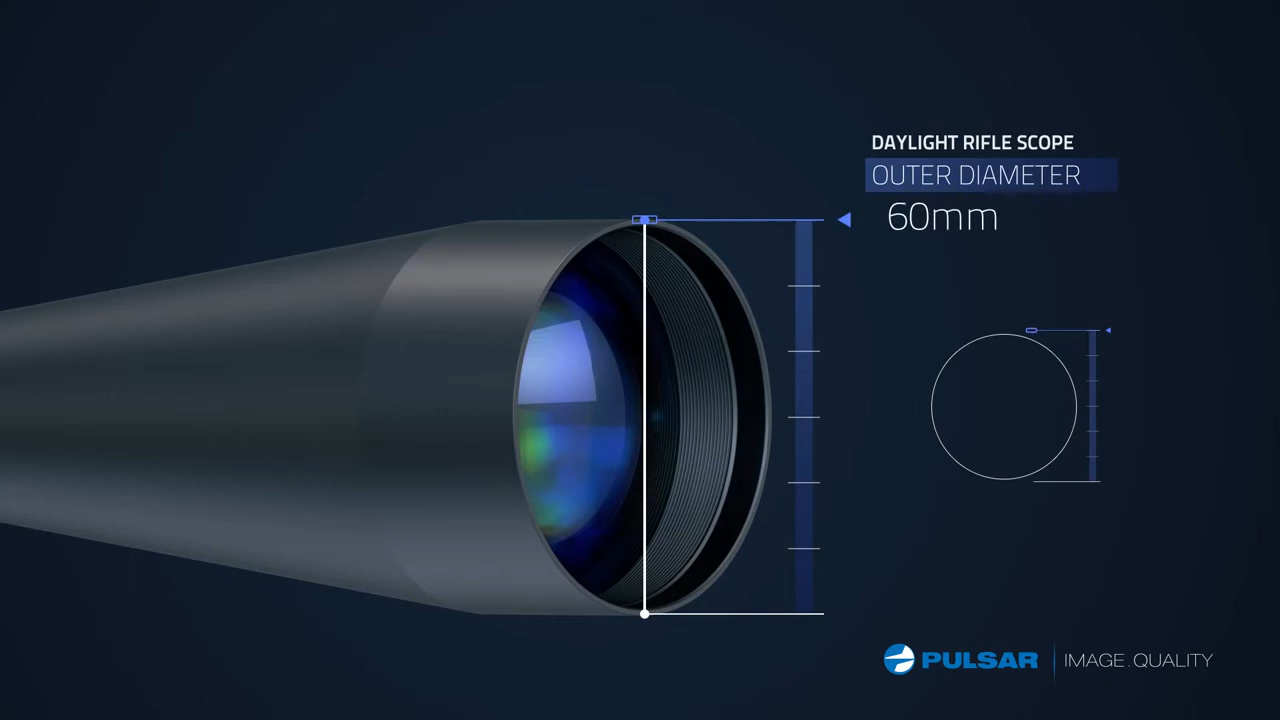 DAYLIGHT RIFLE SCOPE
OUTER DIAMETER
60mm
PULSAR
IMAGE.QUALITY